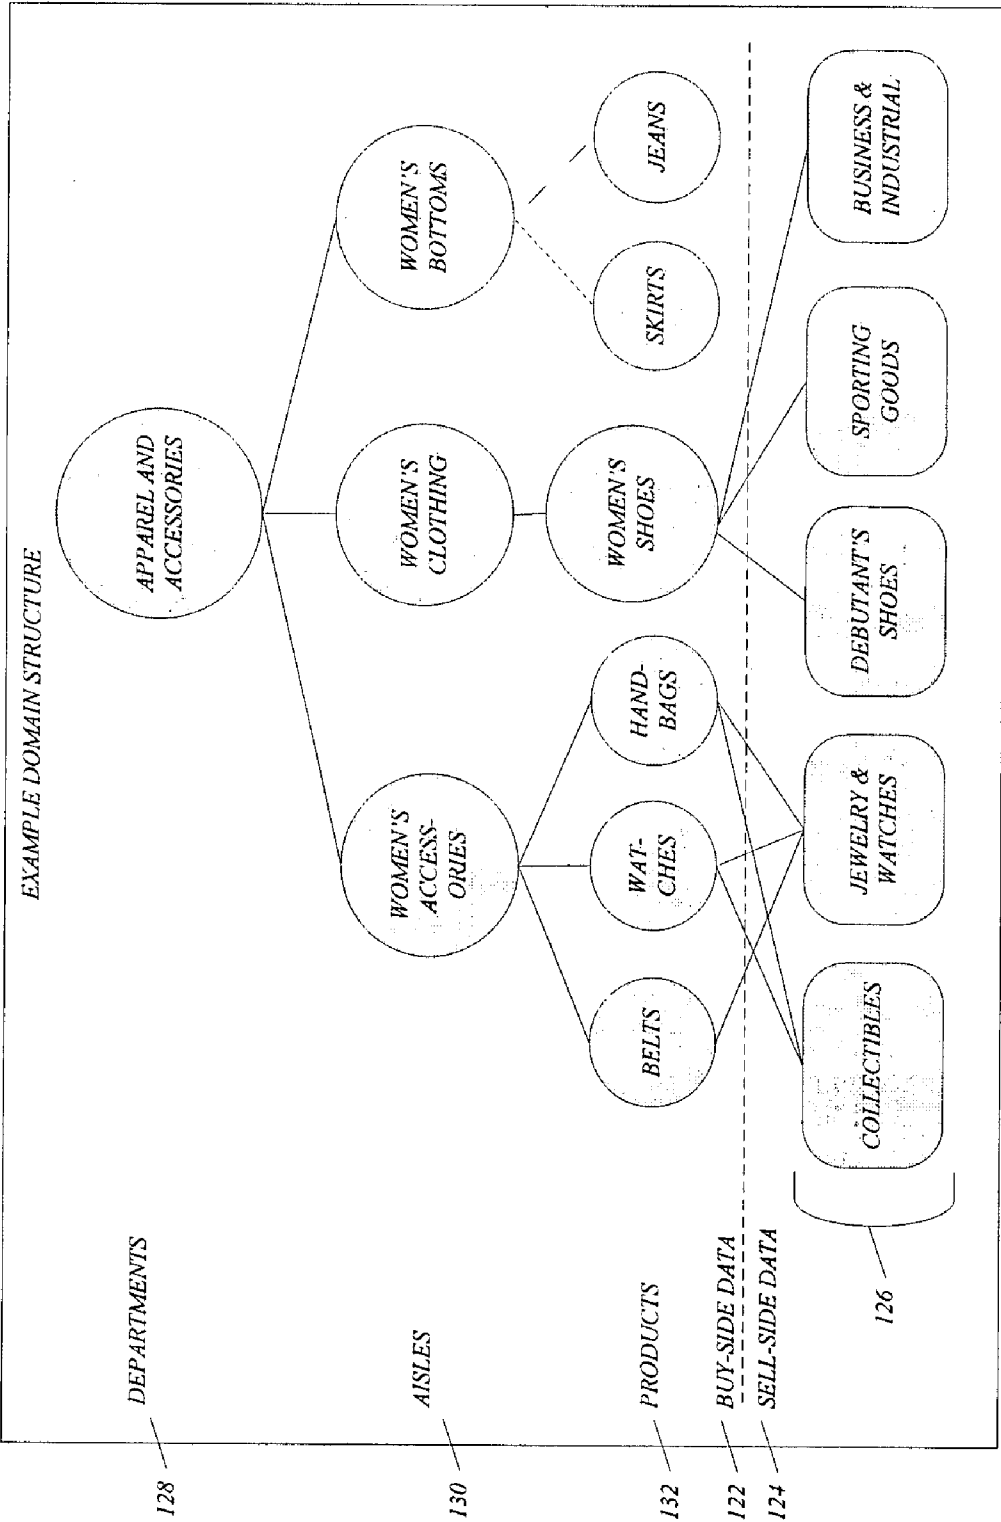 EXAMPLE DOMAIN STRUCTURE
128
DEPARTMENTS
APPAREL AND
ACCESSORIES
130
AISLES
WOMEN'S
ACCESS-
ORIES
WOMEN'S
CLOTHING
WOMEN'S
BOTTOMS
132
PRODUCTS
BELTS
WAT-
CHES
HAND-
BAGS
WOMEN'S
SHOES
SKIRTS
JEANS
122
BUY-SIDE DATA
124
SELL-SIDE DATA
126
COLLECTIBLES
JEWELRY &
WATCHES
DEBUTANT'S
SHOES
SPORTING
GOODS
BUSINESS &
INDUSTRIAL